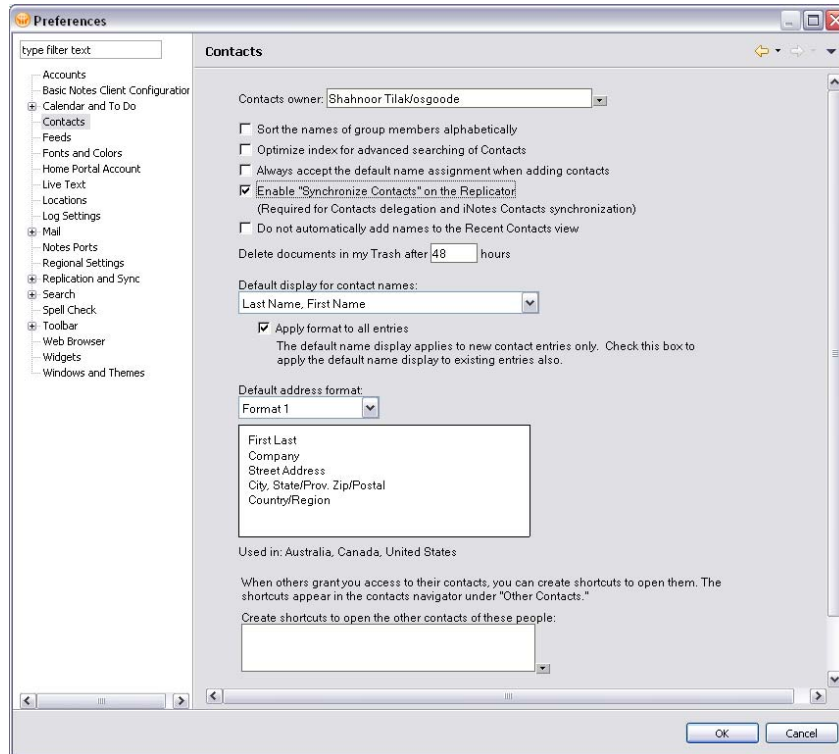 Preferences
type filter text
Accounts
Basic Notes Client Configuration
Calendar and To Do
Contacts
Feeds
Fonts and Colors
Home Portal Account
Live Text
Locations
Log Settings
Mail
Notes Ports
Regional Settings
Replication and Sync
Search
Spell Check
Toolbar
Web Browser
Widgets
Windows and Themes
Contacts
Contacts owner: Shahnoor Tilak/osgoode
Sort the names of group members alphabetically
Optimize index for advanced searching of Contacts
Always accept the default name assignment when adding contacts
Enable "Synchronize Contacts" on the Replicator
(Required for Contacts delegation and iNotes Contacts synchronization)
Do not automatically add names to the Recent Contacts view
Delete documents in my Trash after 48 hours
Default display for contact names:
Last Name, First Name
Apply format to all entries
The default name display applies to new contact entries only. Check this box to
apply the default name display to existing entries also.
Default address format:
Format 1
First Last
Company
Street Address
City, State/Prov. Zip/Postal
Country/Region
Used in: Australia, Canada, United States
When others grant you access to their contacts, you can create shortcuts to open them. The
shortcuts appear in the contacts navigator under "Other Contacts."
Create shortcuts to open the other contacts of these people:
OK
Cancel